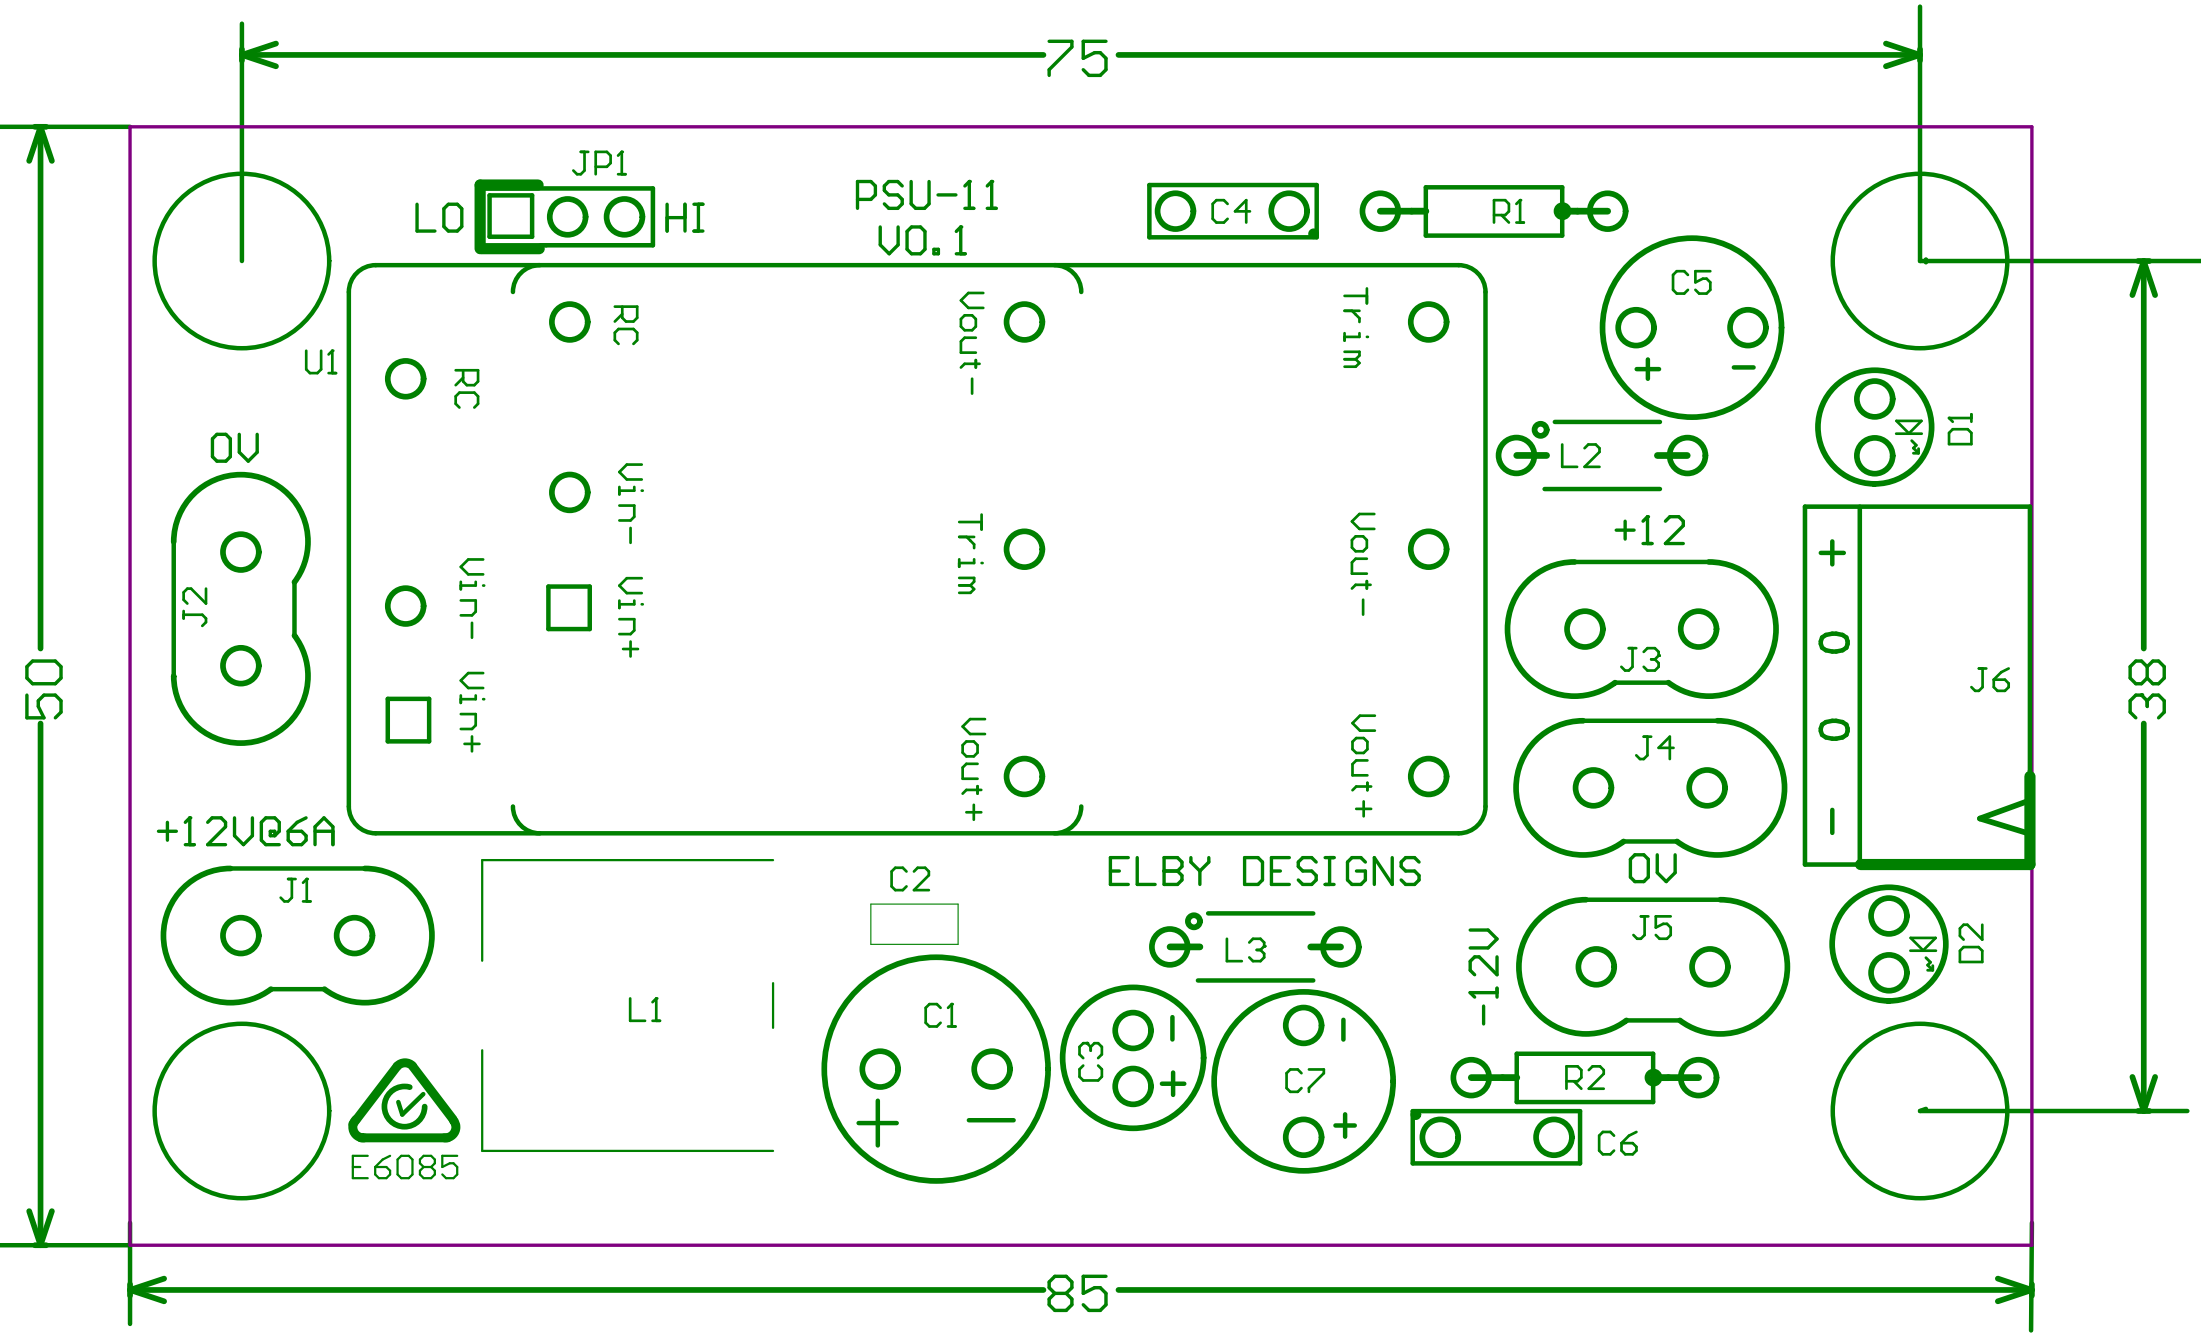 75
JP1
LO
HI
PSU-11
V0.1
C4
R1
C5
+ -
RC
RC
Vout-
Trim
U1
0V
L2
D1
Vin-
Vin+
Vin-
Vin+
Trim
Vout-
+12
+
0
0
-
J2
J3
J6
50
38
J4
Vout+
Vout+
+12V@6A
J1
C2
ELBY DESIGNS
0V
J5
L3
-12V
D2
L1
C1
+ -
C3
-
+
C7
-
+
R2
C6
E6085
85